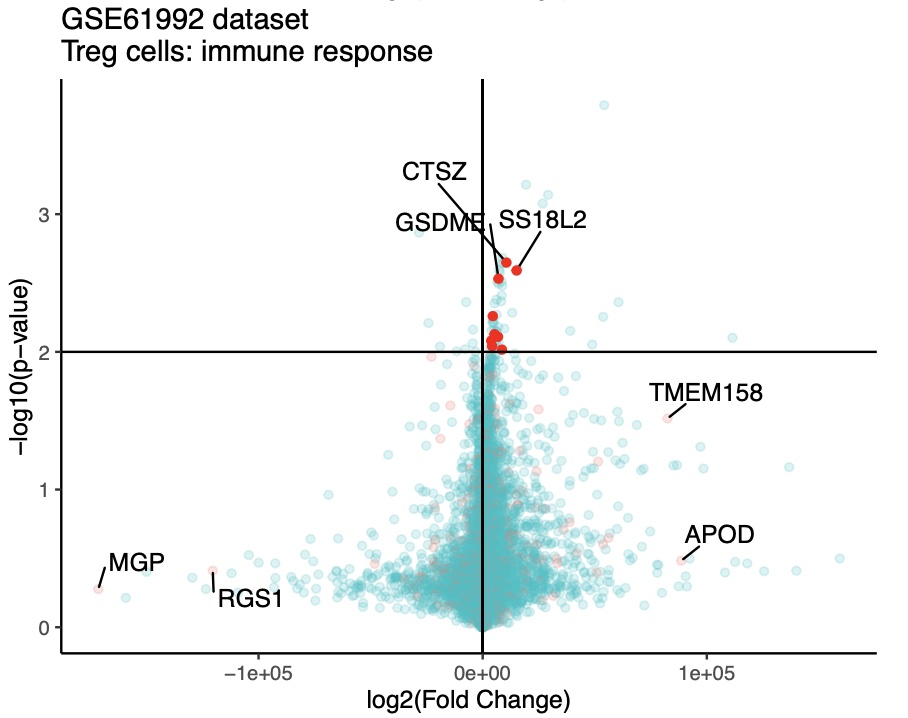 GSE61992 dataset
Treg cells: immune response
CTSZ
GSDME
SS18L2
3
2
TMEM158
1
APOD
MGP
RGS1
0
−1e+05
0e+00
1e+05
log2(Fold Change)
−log10(p−value)